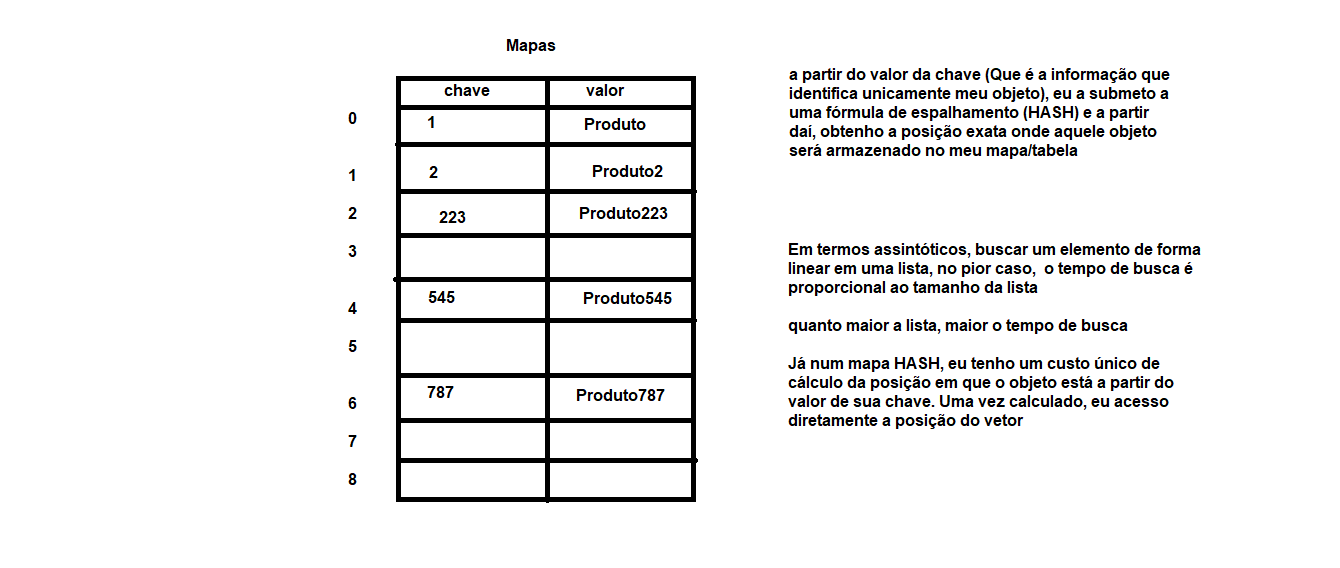 Mapas
chave valor
0 1 Produto
1 2 Produto2
2 223 Produto223
3
4 545 Produto545
5
6 787 Produto787
7
8
a partir do valor da chave (Que é a informação que
identifica unicamente meu objeto), eu a submeto a
uma fórmula de espalhamento (HASH) e a partir
daí, obtenho a posição exata onde aquele objeto
será armazenado no meu mapa/tabela
Em termos assintóticos, buscar um elemento de forma
linear em uma lista, no pior caso,  o tempo de busca é
proporcional ao tamanho da lista
quanto maior a lista, maior o tempo de busca
Já num mapa HASH, eu tenho um custo único de
cálculo da posição em que o objeto está a partir do
valor de sua chave. Uma vez calculado, eu acesso
diretamente a posição do vetor